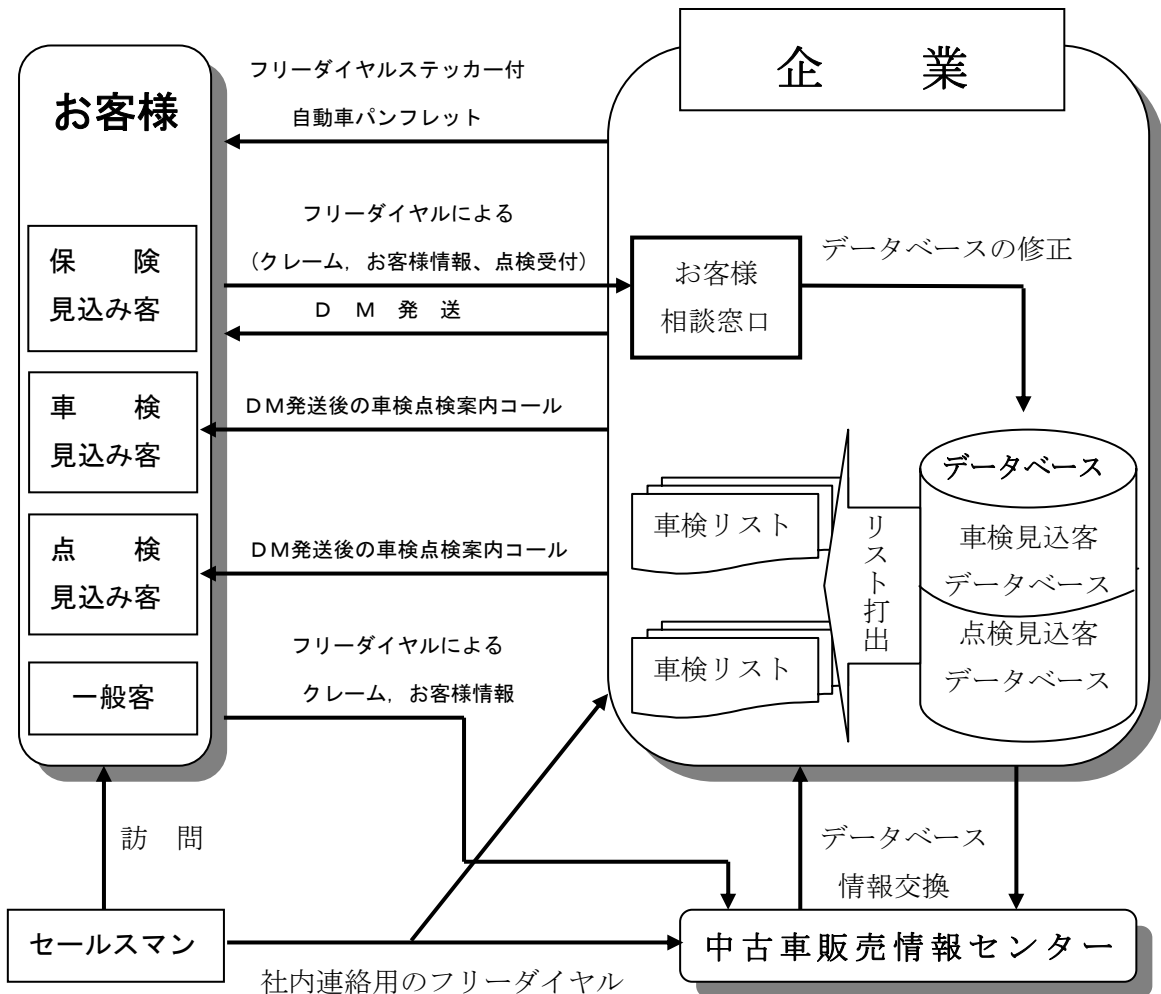 企　　業
お客様
フリーダイヤルステッカー付
自動車パンフレット
保　　険
見込み客
フリーダイヤルによる
(クレーム, お客様情報、点検受付)
Ｄ　Ｍ　発　送
お客様
相談窓口
データベースの修正
車　　検
見込み客
ＤＭ発送後の車検点検案内コール
点　　検
見込み客
ＤＭ発送後の車検点検案内コール
車検リスト
車検リスト
リスト打出
データベース
車検見込客
データベース
点検見込客
データベース
一般客
フリーダイヤルによる
クレーム, お客様情報
訪　問
データベース
情報交換
セールスマン
社内連絡用のフリーダイヤル
中古車販売情報センター